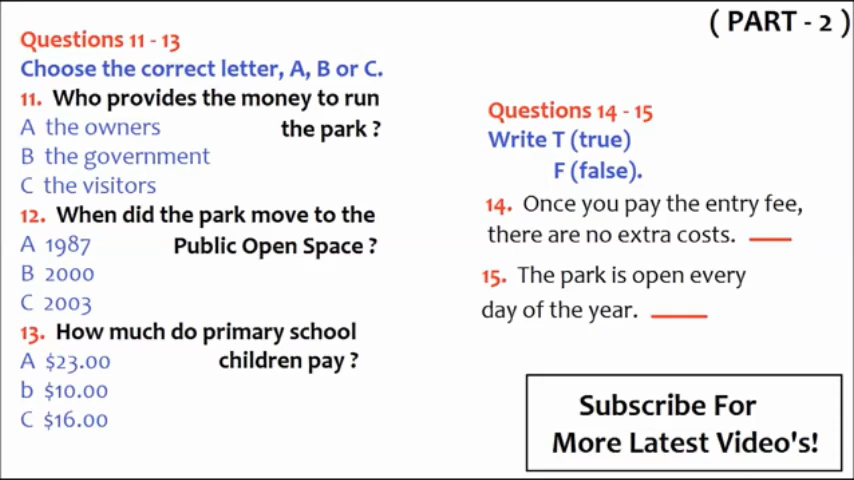 ( PART - 2 )
Questions 11 - 13
Choose the correct letter, A, B or C.
11. Who provides the money to run
the park ?
A the owners
B the government
C the visitors
12. When did the park move to the
Public Open Space ?
A 1987
B 2000
C 2003
13. How much do primary school
children pay ?
A $23.00
b $10.00
C $16.00
Questions 14 - 15
Write T (true)
F (false).
14. Once you pay the entry fee,
there are no extra costs. ___
15. The park is open every
day of the year. ____
Subscribe For
More Latest Video's!